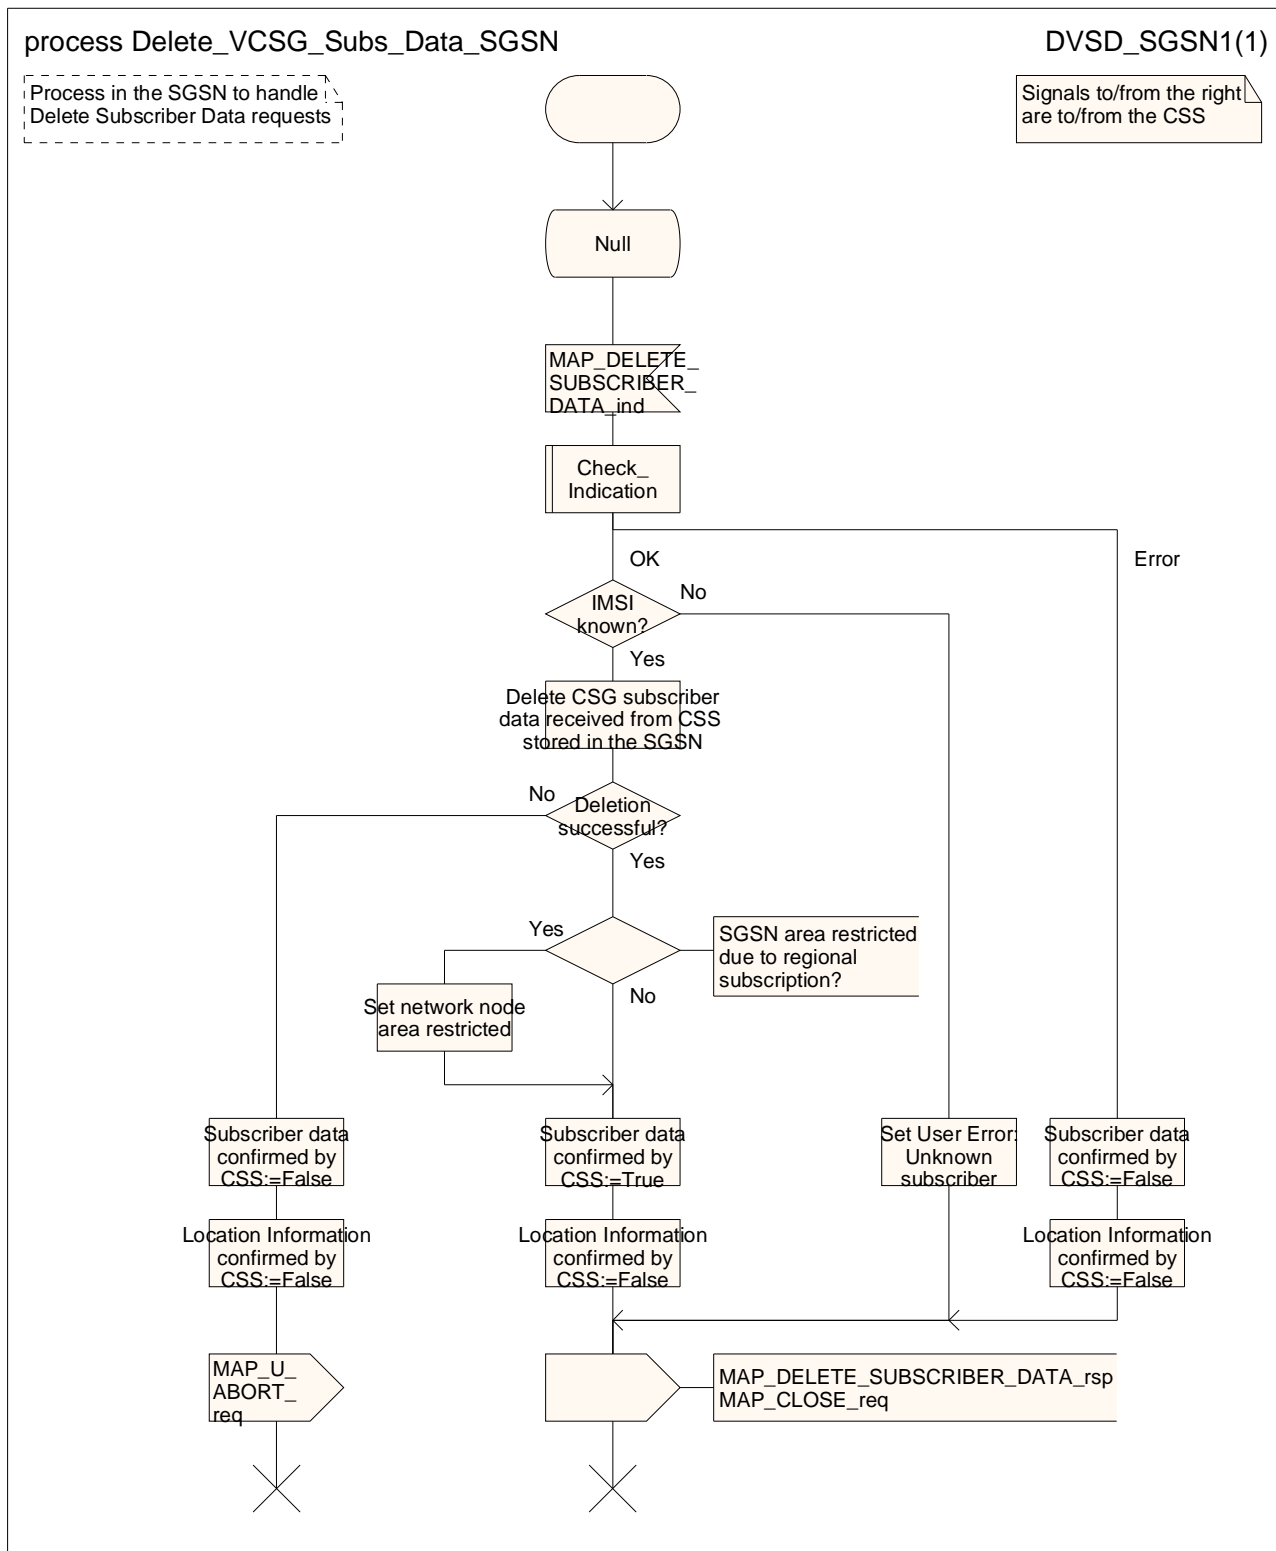 process Delete_VCSG_Subs_Data_SGSN
DVSD_SGSN1(1)
Process in the SGSN to handle
Delete Subscriber Data requests
Signals to/from the right
are to/from the CSS
Null
MAP_DELETE_
SUBSCRIBER_
DATA_ind
Check_
Indication
OK
Error
IMSI
known?
No
Yes
Delete CSG subscriber
data received from CSS
stored in the SGSN
No
Deletion
successful?
Yes
Yes
SGSN area restricted
due to regional
subscription?
No
Set network node
area restricted
Subscriber data
confirmed by
CSS:=False
Subscriber data
confirmed by
CSS:=True
Set User Error:
Unknown
subscriber
Subscriber data
confirmed by
CSS:=False
Location Information
confirmed by
CSS:=False
Location Information
confirmed by
CSS:=False
Location Information
confirmed by
CSS:=False
MAP_U_
ABORT_
req
MAP_DELETE_SUBSCRIBER_DATA_rsp
MAP_CLOSE_req